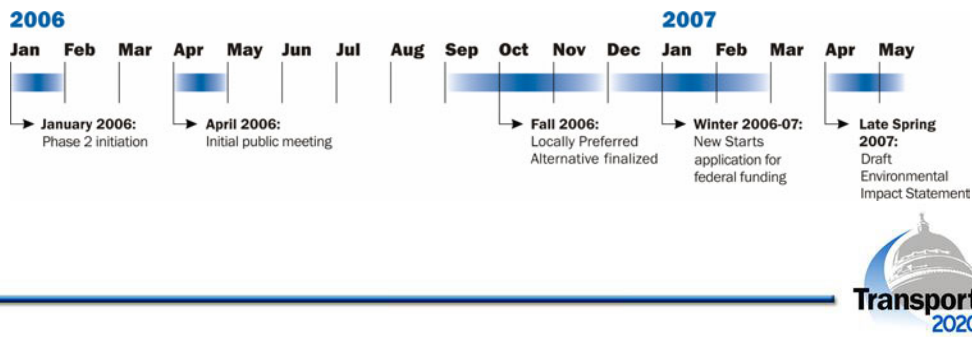 2006 2007
Jan Feb Mar Apr May Jun Jul Aug Sep Oct Nov Dec Jan Feb Mar Apr May
January 2006:
Phase 2 initiation
April 2006:
Initial public meeting
Fall 2006:
Locally Preferred
Alternative finalized
Winter 2006-07:
New Starts
application for
federal funding
Late Spring
2007:
Draft
Environmental
Impact Statement
Transport
2020